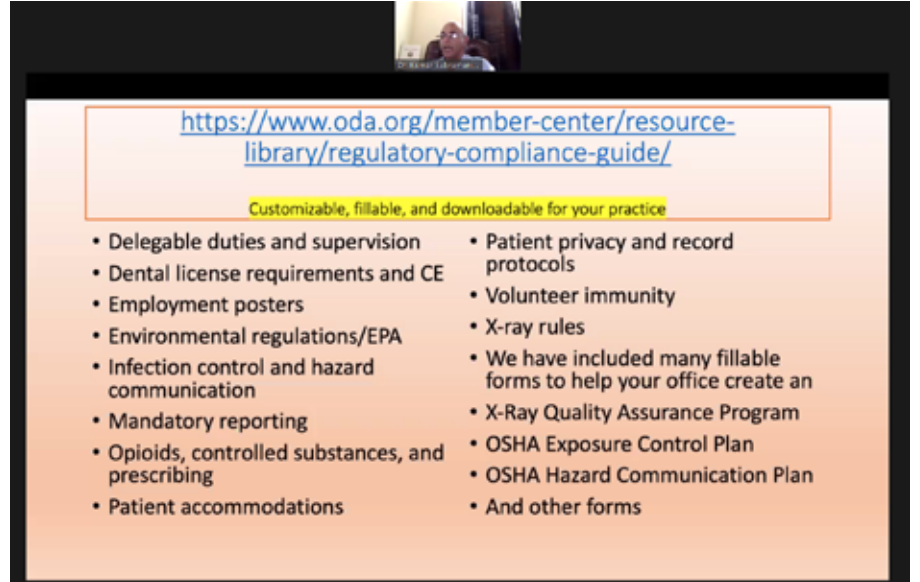 https://www.oda.org/member-center/resource-
library/regulatory-compliance-guide/
Customizable, fillable, and downloadable for your practice
• Delegable duties and supervision
• Dental license requirements and CE
• Employment posters
• Environmental regulations/EPA
• Infection control and hazard
communication
• Mandatory reporting
• Opioids, controlled substances, and
prescribing
• Patient accommodations
• Patient privacy and record
protocols
• Volunteer immunity
• X-ray rules
• We have included many fillable
forms to help your office create an
• X-Ray Quality Assurance Program
• OSHA Exposure Control Plan
• OSHA Hazard Communication Plan
• And other forms